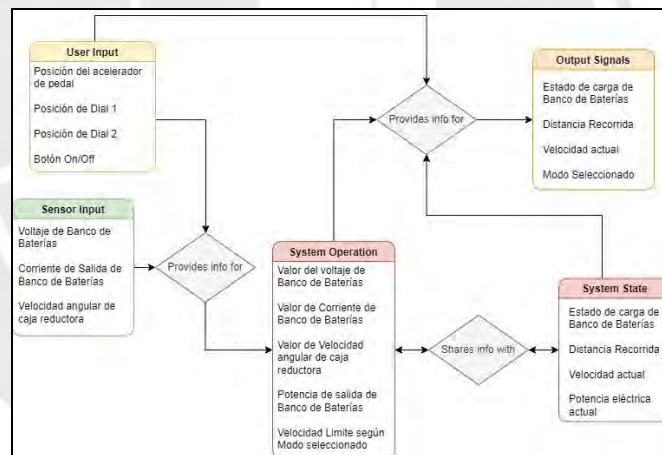 User Input
Posición del acelerador
de pedal
Posición de Dial 1
Posición de Dial 2
Botón On/Off
Sensor Input
Voltaje de Banco de
Baterías
Corriente de Salida de
Banco de Baterías
Velocidad angular de
caja reductora
Provides info for
System Operation
Valor del voltaje de
Banco de Baterías
Valor de Corriente de
Banco de Baterías
Valor de Velocidad
angular de caja
reductora
Potencia de salida de
Banco de Baterías
Velocidad Limite según
Modo seleccionado
Provides info for
Output Signals
Estado de carga de
Banco de Baterías
Distancia Recorrida
Velocidad actual
Modo Seleccionado
Shares info with
System State
Estado de carga de
Banco de Baterías
Distancia Recorrida
Velocidad actual
Potencia eléctrica
actual